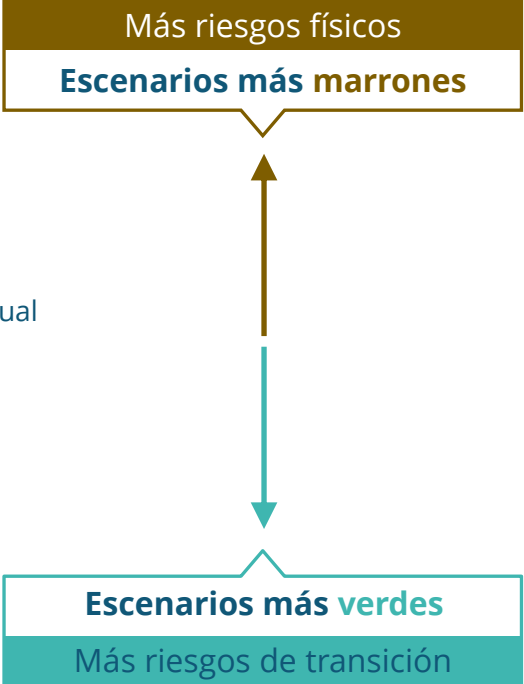 Más riesgos físicos
Escenarios más marrones
ual
Escenarios más verdes
Más riesgos de transición